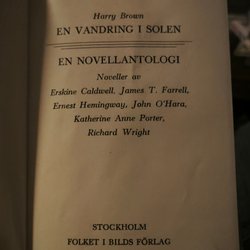 Harry Brown
EN VANDRING I SOLEN
EN NOVELLANTOLOGI
Noveller av
Erskine Caldwell, James T. Farrell,
Ernest Hemingway, John O'Hara,
Katherine Anne Porter,
Richard Wright
STOCKHOLM
FOLKET I BILDS FÖRLAG